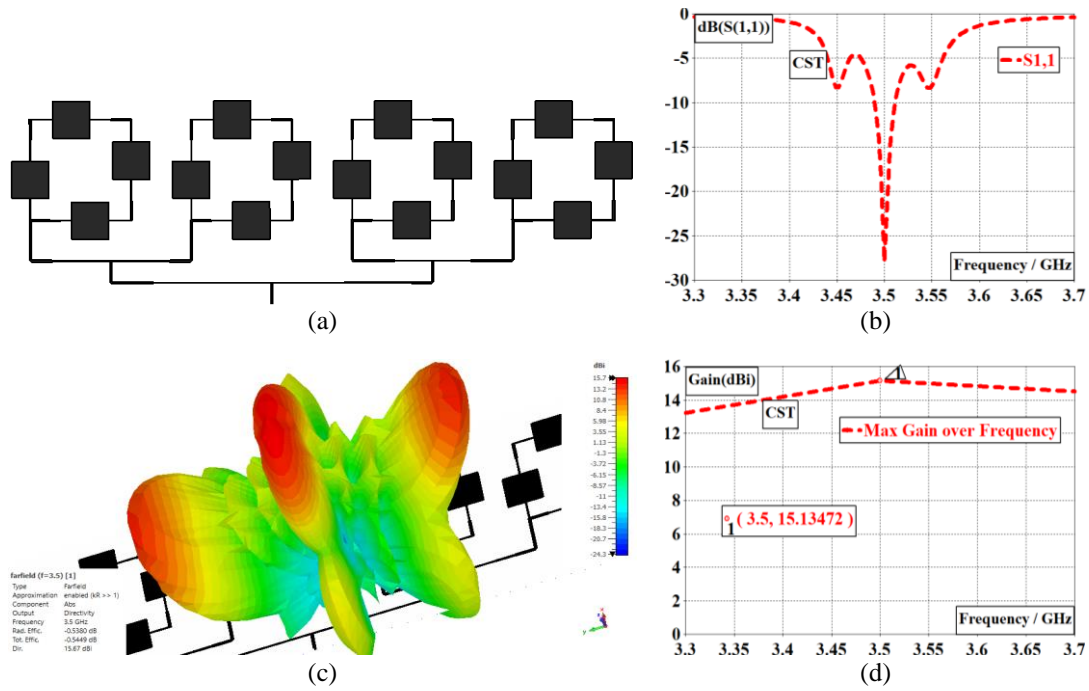 (a)
0
-5
-10
-15
-20
-25
-30
dB(S(1,1))
CST
S1,1
Frequency / GHz
3.3 3.35 3.4 3.45 3.5 3.55 3.6 3.65 3.7
(b)
dBi
15.7
13.2
10.8
8.4
5.98
3.55
1.13
-1.3
-3.72
-6.15
-8.57
-11
-13.4
-15.8
-18.3
-20.7
-24.3
farfield (f=3.5) [1]
Type Farfield
Approximation enabled (kR >> 1)
Component Abs
Output Directivity
Frequency 3.5 GHz
Rad. Effic. -0.5380 dB
Tot. Effic. -0.5449 dB
Dir. 15.67 dBi
y
(c)
16
14
12
10
8
6
4
2
0
Gain(dBi)
1
CST
Max Gain over Frequency
1 ( 3.5, 15.13472 )
Frequency / GHz
3.3 3.35 3.4 3.45 3.5 3.55 3.6 3.65 3.7
(d)